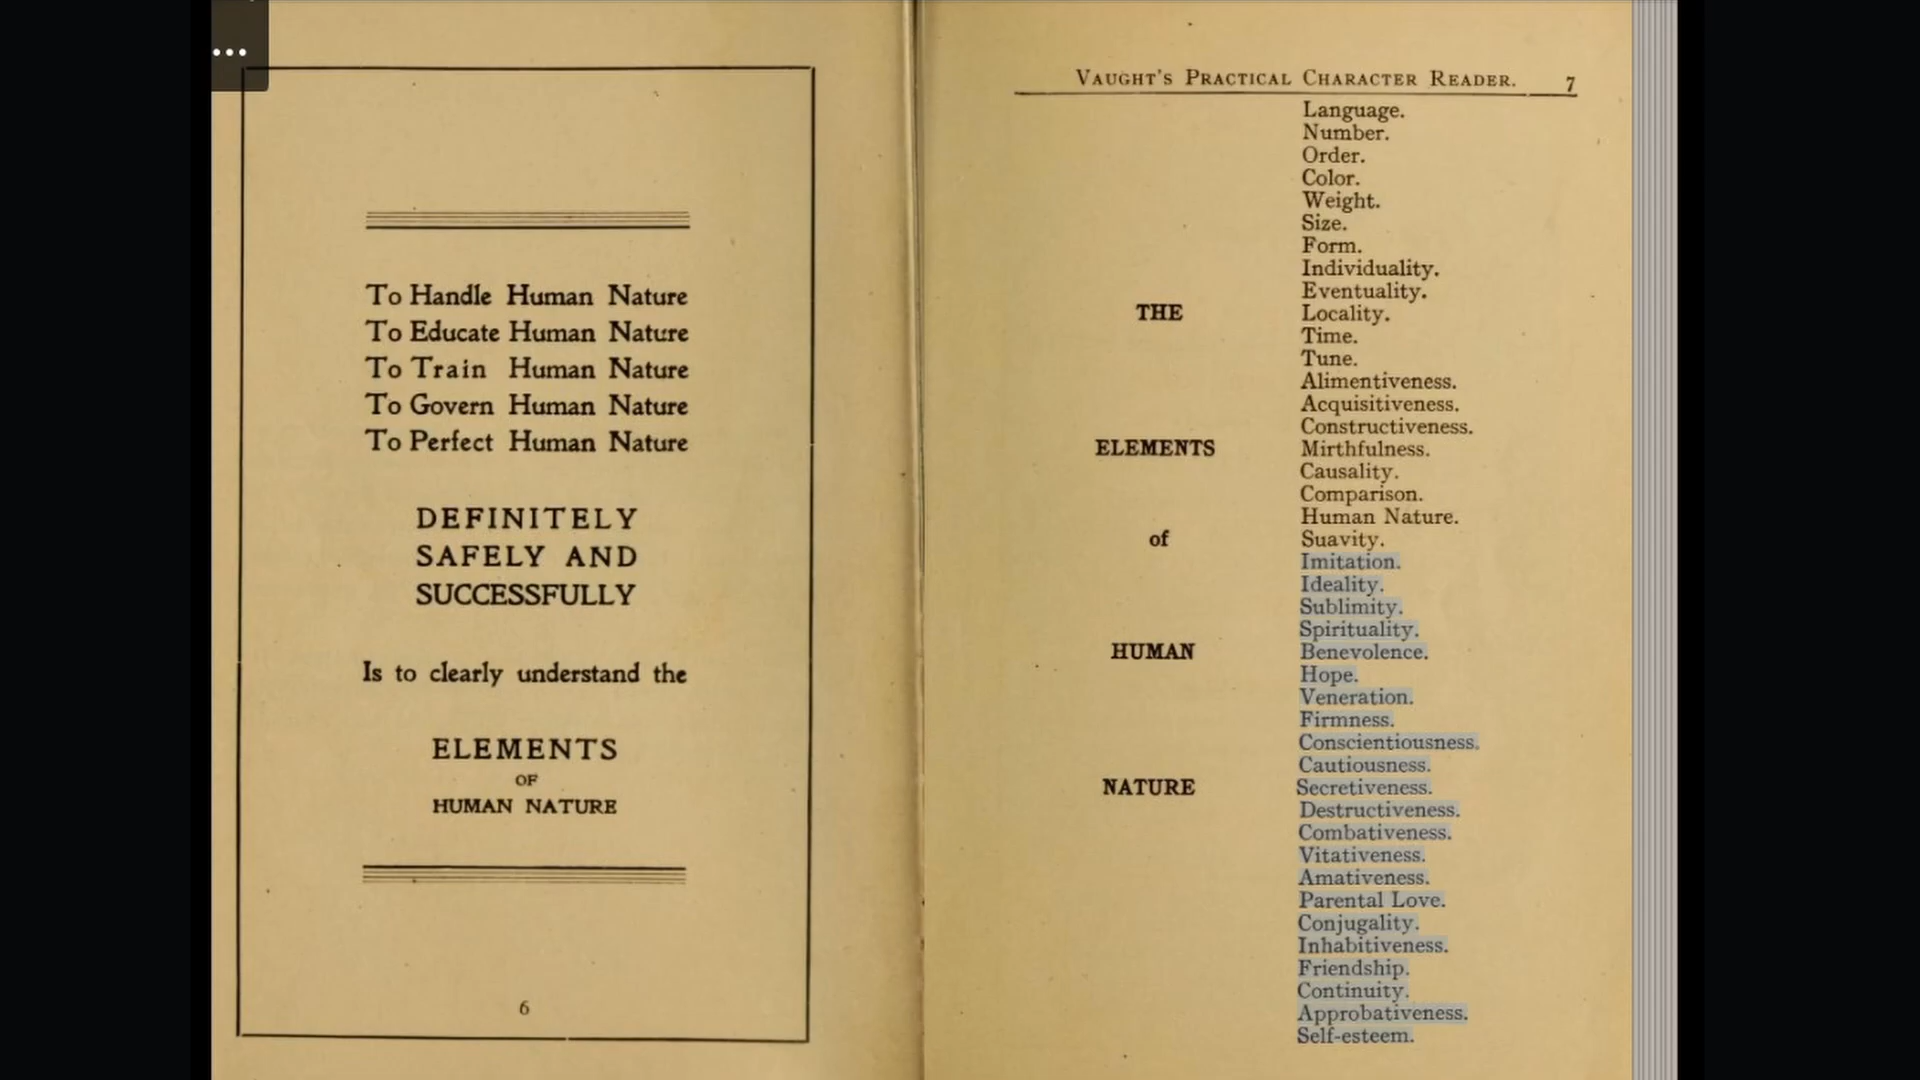 To Handle Human Nature
To Educate Human Nature
To Train Human Nature
To Govern Human Nature
To Perfect Human Nature
DEFINITELY
SAFELY AND
SUCCESSFULLY
Is to clearly understand the
ELEMENTS
OF
HUMAN NATURE
6
VAUGHT'S PRACTICAL CHARACTER READER. 7
THE
ELEMENTS
of
HUMAN
NATURE
Language.
Number.
Order.
Color.
Weight.
Size.
Form.
Individuality.
Eventuality.
Locality.
Time.
Tune.
Alimentiveness.
Acquisitiveness.
Constructiveness.
Mirthfulness.
Causality.
Comparison.
Human Nature.
Suavity.
Imitation.
Ideality.
Sublimity.
Spirituality.
Benevolence.
Hope.
Veneration.
Firmness.
Conscientiousness.
Cautiousness.
Secretiveness.
Destructiveness.
Combativeness.
Vitativeness.
Amativeness.
Parental Love.
Conjugality.
Inhabitiveness.
Friendship.
Continuity.
Approbativeness.
Self-esteem.